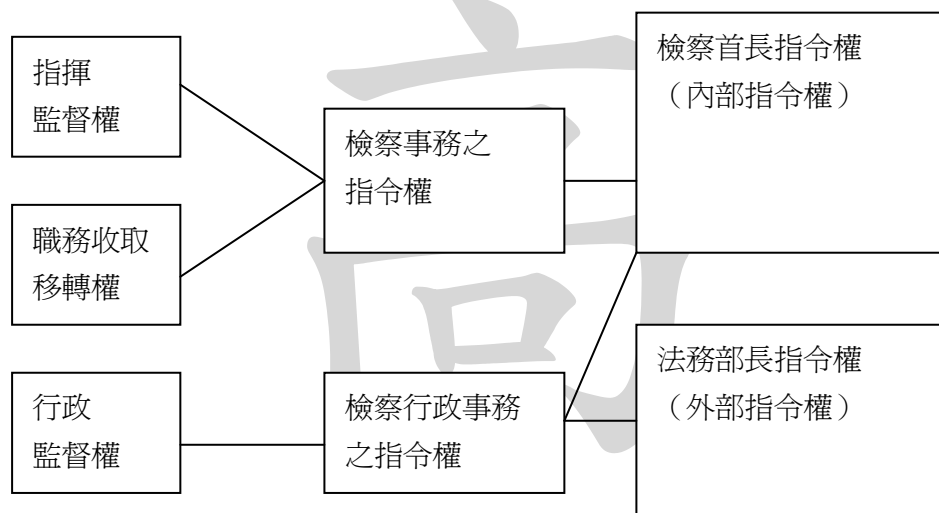 指揮
監督權
職務收取
移轉權
行政
監督權
檢察事務之
指令權
檢察行政事務
之指令權
檢察首長指令權
（內部指令權）
法務部長指令權
（外部指令權）